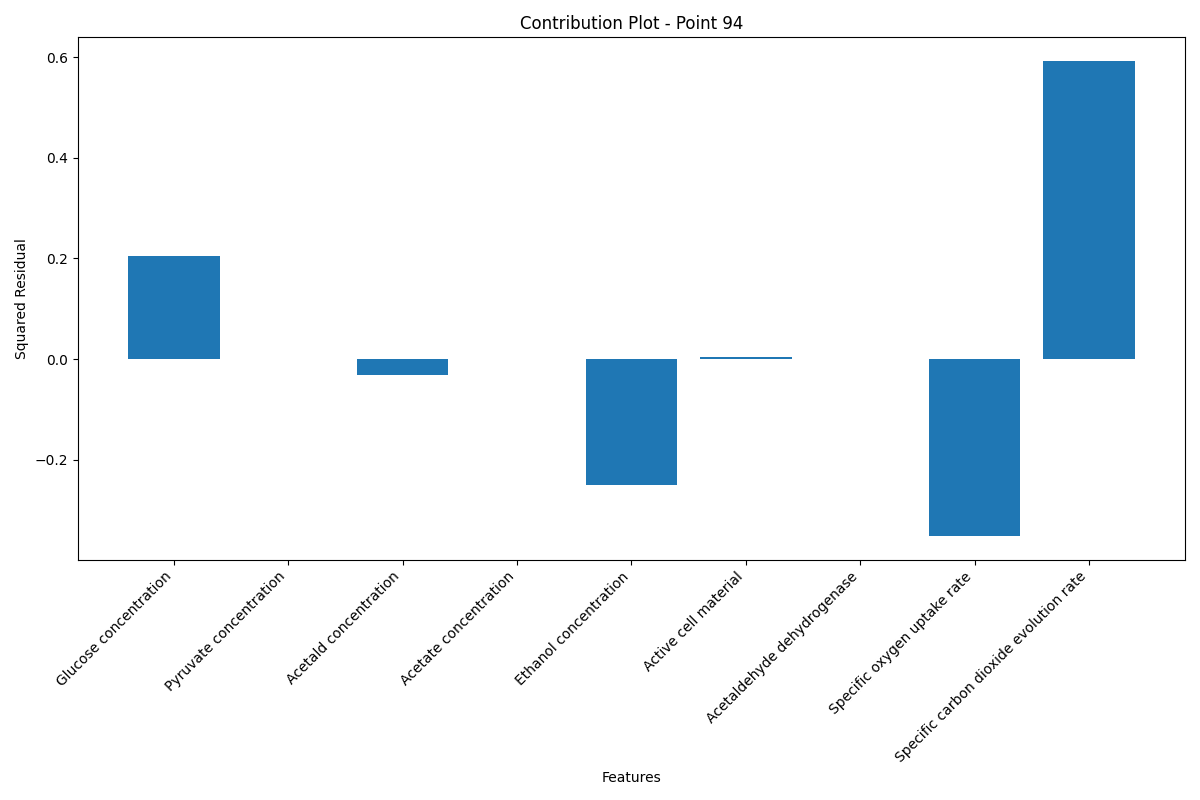 Contribution Plot - Point 94
Squared Residual
0.6
0.4
0.2
0.0
−0.2
Glucose concentration
Pyruvate concentration
Acetald concentration
Acetate concentration
Ethanol concentration
Active cell material
Acetaldehyde dehydrogenase
Specific oxygen uptake rate
Specific carbon dioxide evolution rate
Features